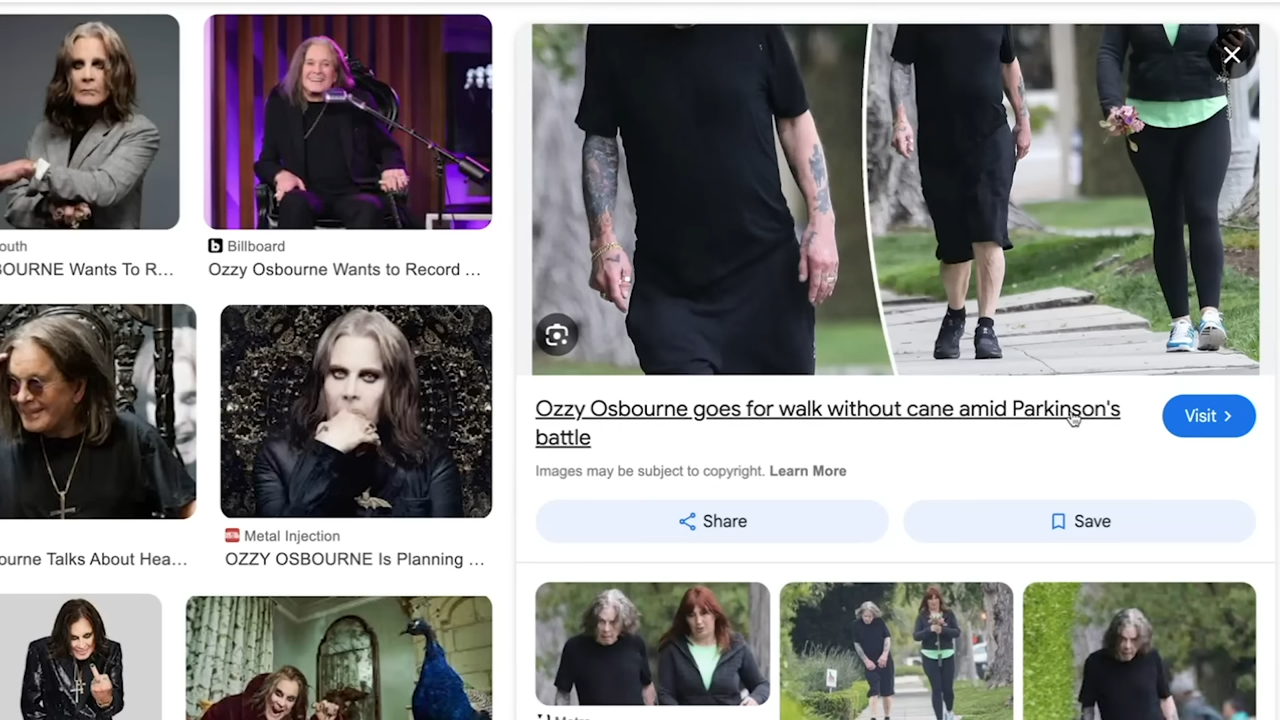 outh
BOURNE Wants To R...
Billboard
Ozzy Osbourne Wants to Record ...
ourne Talks About Hea...
Metal Injection
OZZY OSBOURNE Is Planning ...
Ozzy Osbourne goes for walk without cane amid Parkinson's
battle
Visit
Images may be subject to copyright. Learn More
Share
Save